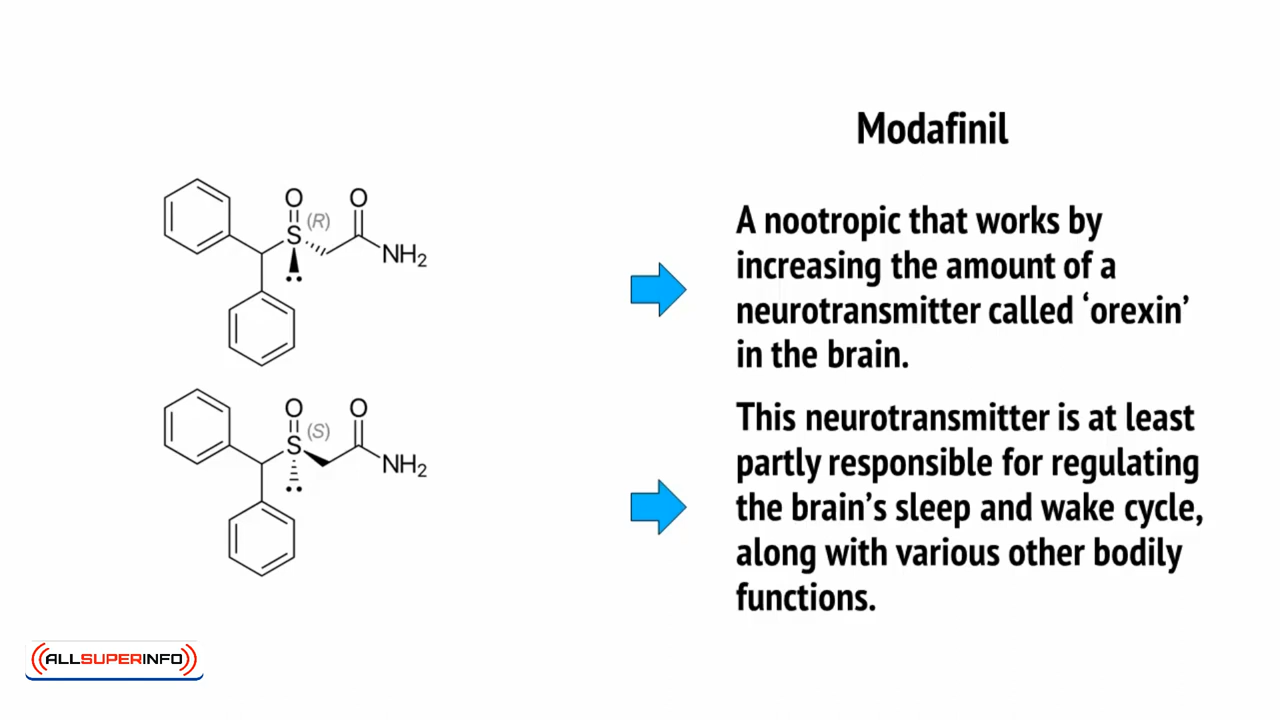 Modafinil
O
O
S
(R)
NH₂
A nootropic that works by
increasing the amount of a
neurotransmitter called ‘orexin’
in the brain.
O
O
S
(S)
NH₂
This neurotransmitter is at least
partly responsible for regulating
the brain’s sleep and wake cycle,
along with various other bodily
functions.
ALLSUPERINFO